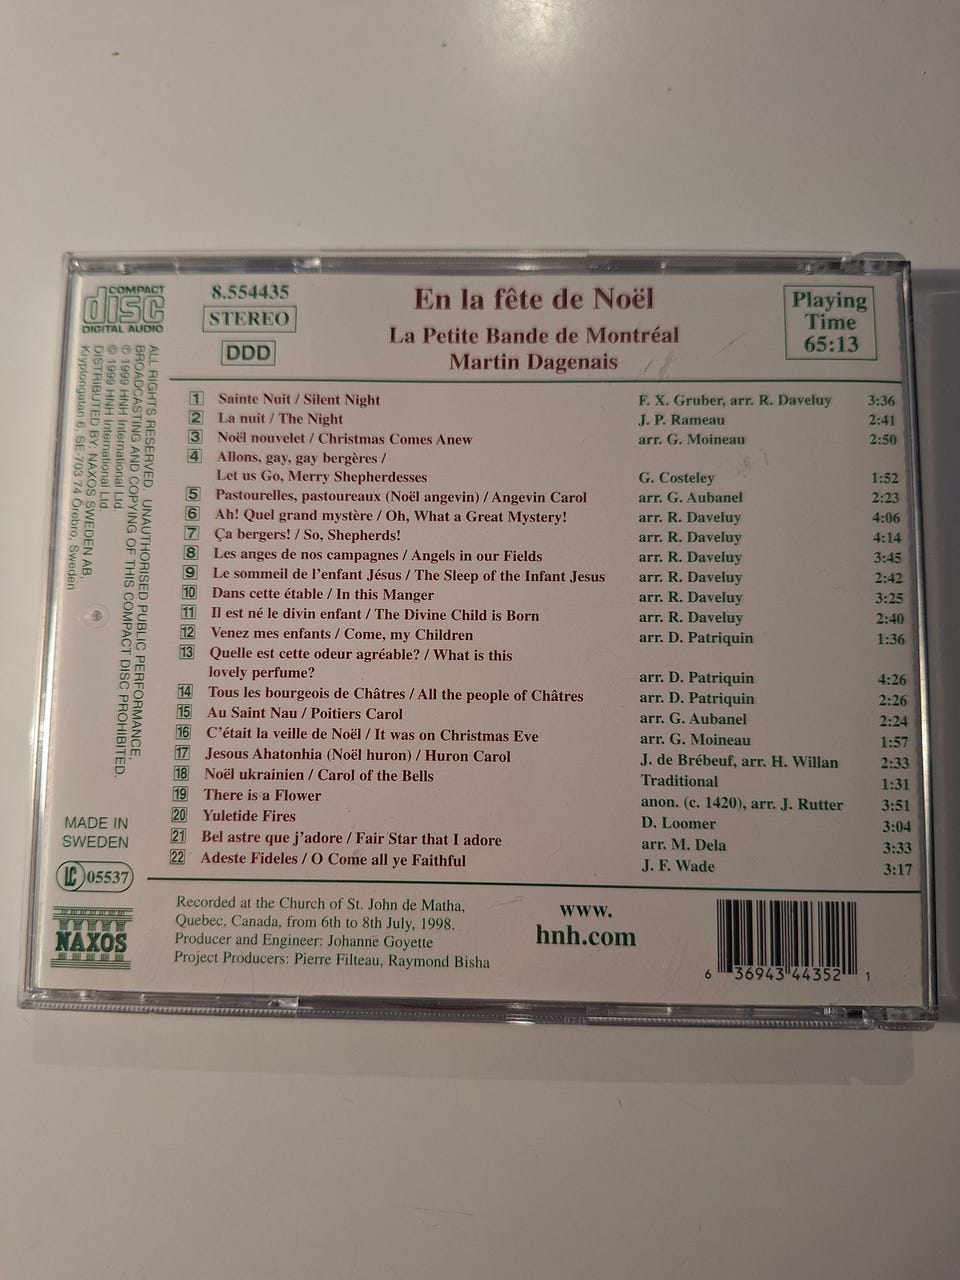 COMPACT
disc
DIGITAL AUDIO
8.554435
STEREO
DDD
En la fête de Noël
La Petite Bande de Montréal
Martin Dagenais
Playing
Time
65:13
1 Sainte Nuit / Silent Night F. X. Gruber, arr. R. Daveluy 3:36
2 La nuit / The Night J. P. Rameau 2:41
3 Noël nouvelet / Christmas Comes Anew arr. G. Moineau 2:50
4 Allons, gay, gay bergères /
Let us Go, Merry Shepherdesses G. Costeley 1:52
5 Pastourelles, pastoureaux (Noël angevin) / Angevin Carol arr. G. Aubanel 2:23
6 Ah! Quel grand mystère / Oh, What a Great Mystery! arr. R. Daveluy 4:06
7 Ça bergers! / So, Shepherds! arr. R. Daveluy 4:14
8 Les anges de nos campagnes / Angels in our Fields arr. R. Daveluy 3:45
9 Le sommeil de l'enfant Jésus / The Sleep of the Infant Jesus arr. R. Daveluy 2:42
10 Dans cette étable / In this Manger arr. R. Daveluy 3:25
11 Il est né le divin enfant / The Divine Child is Born arr. R. Daveluy 2:40
12 Venez mes enfants / Come, my Children arr. D. Patriquin 1:36
13 Quelle est cette odeur agréable? / What is this
lovely perfume? arr. D. Patriquin 4:26
14 Tous les bourgeois de Châtres / All the people of Châtres arr. D. Patriquin 2:26
15 Au Saint Nau / Poitiers Carol arr. G. Aubanel 2:24
16 C'était la veille de Noël / It was on Christmas Eve arr. G. Moineau 1:57
17 Jesous Ahatonhia (Noël huron) / Huron Carol J. de Brébeuf, arr. H. Willan 2:33
18 Noël ukrainien / Carol of the Bells Traditional 1:31
19 There is a Flower anon. (c. 1420), arr. J. Rutter 3:51
20 Yuletide Fires D. Loomer 3:04
21 Bel astre que j'adore / Fair Star that I adore arr. M. Dela 3:33
22 Adeste Fideles / O Come all ye Faithful J. F. Wade 3:17
ALL RIGHTS RESERVED. UNAUTHORISED PUBLIC PERFORMANCE,
BROADCASTING AND COPYING OF THIS COMPACT DISC PROHIBITED.
℗ 1999 HNH International Ltd.
© 1999 HNH International Ltd.
DISTRIBUTED BY: NAXOS SWEDEN AB,
Kryptongatan 6, SE-703 74 Örebro, Sweden
MADE IN
SWEDEN
LC 05537
NAXOS
Recorded at the Church of St. John de Matha,
Quebec, Canada, from 6th to 8th July, 1998.
Producer and Engineer: Johanne Goyette
Project Producers: Pierre Filteau, Raymond Bisha
www.
hnh.com
6 36943 44352 1